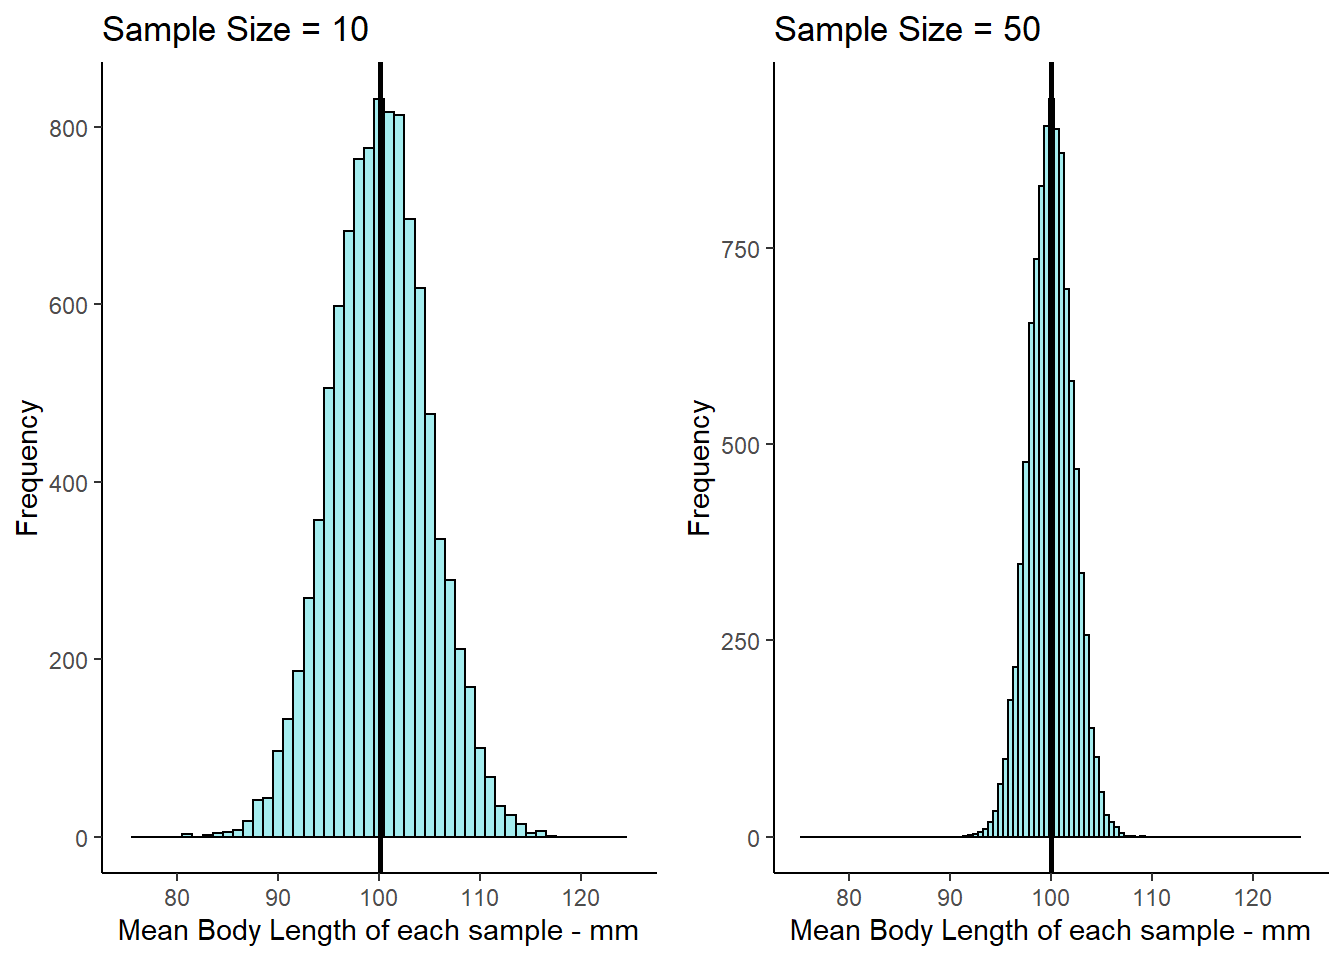 Sample Size = 10
800
600
400
200
0
Frequency
80 90 100 110 120
Mean Body Length of each sample - mm
Sample Size = 50
750
500
250
0
Frequency
80 90 100 110 120
Mean Body Length of each sample - mm